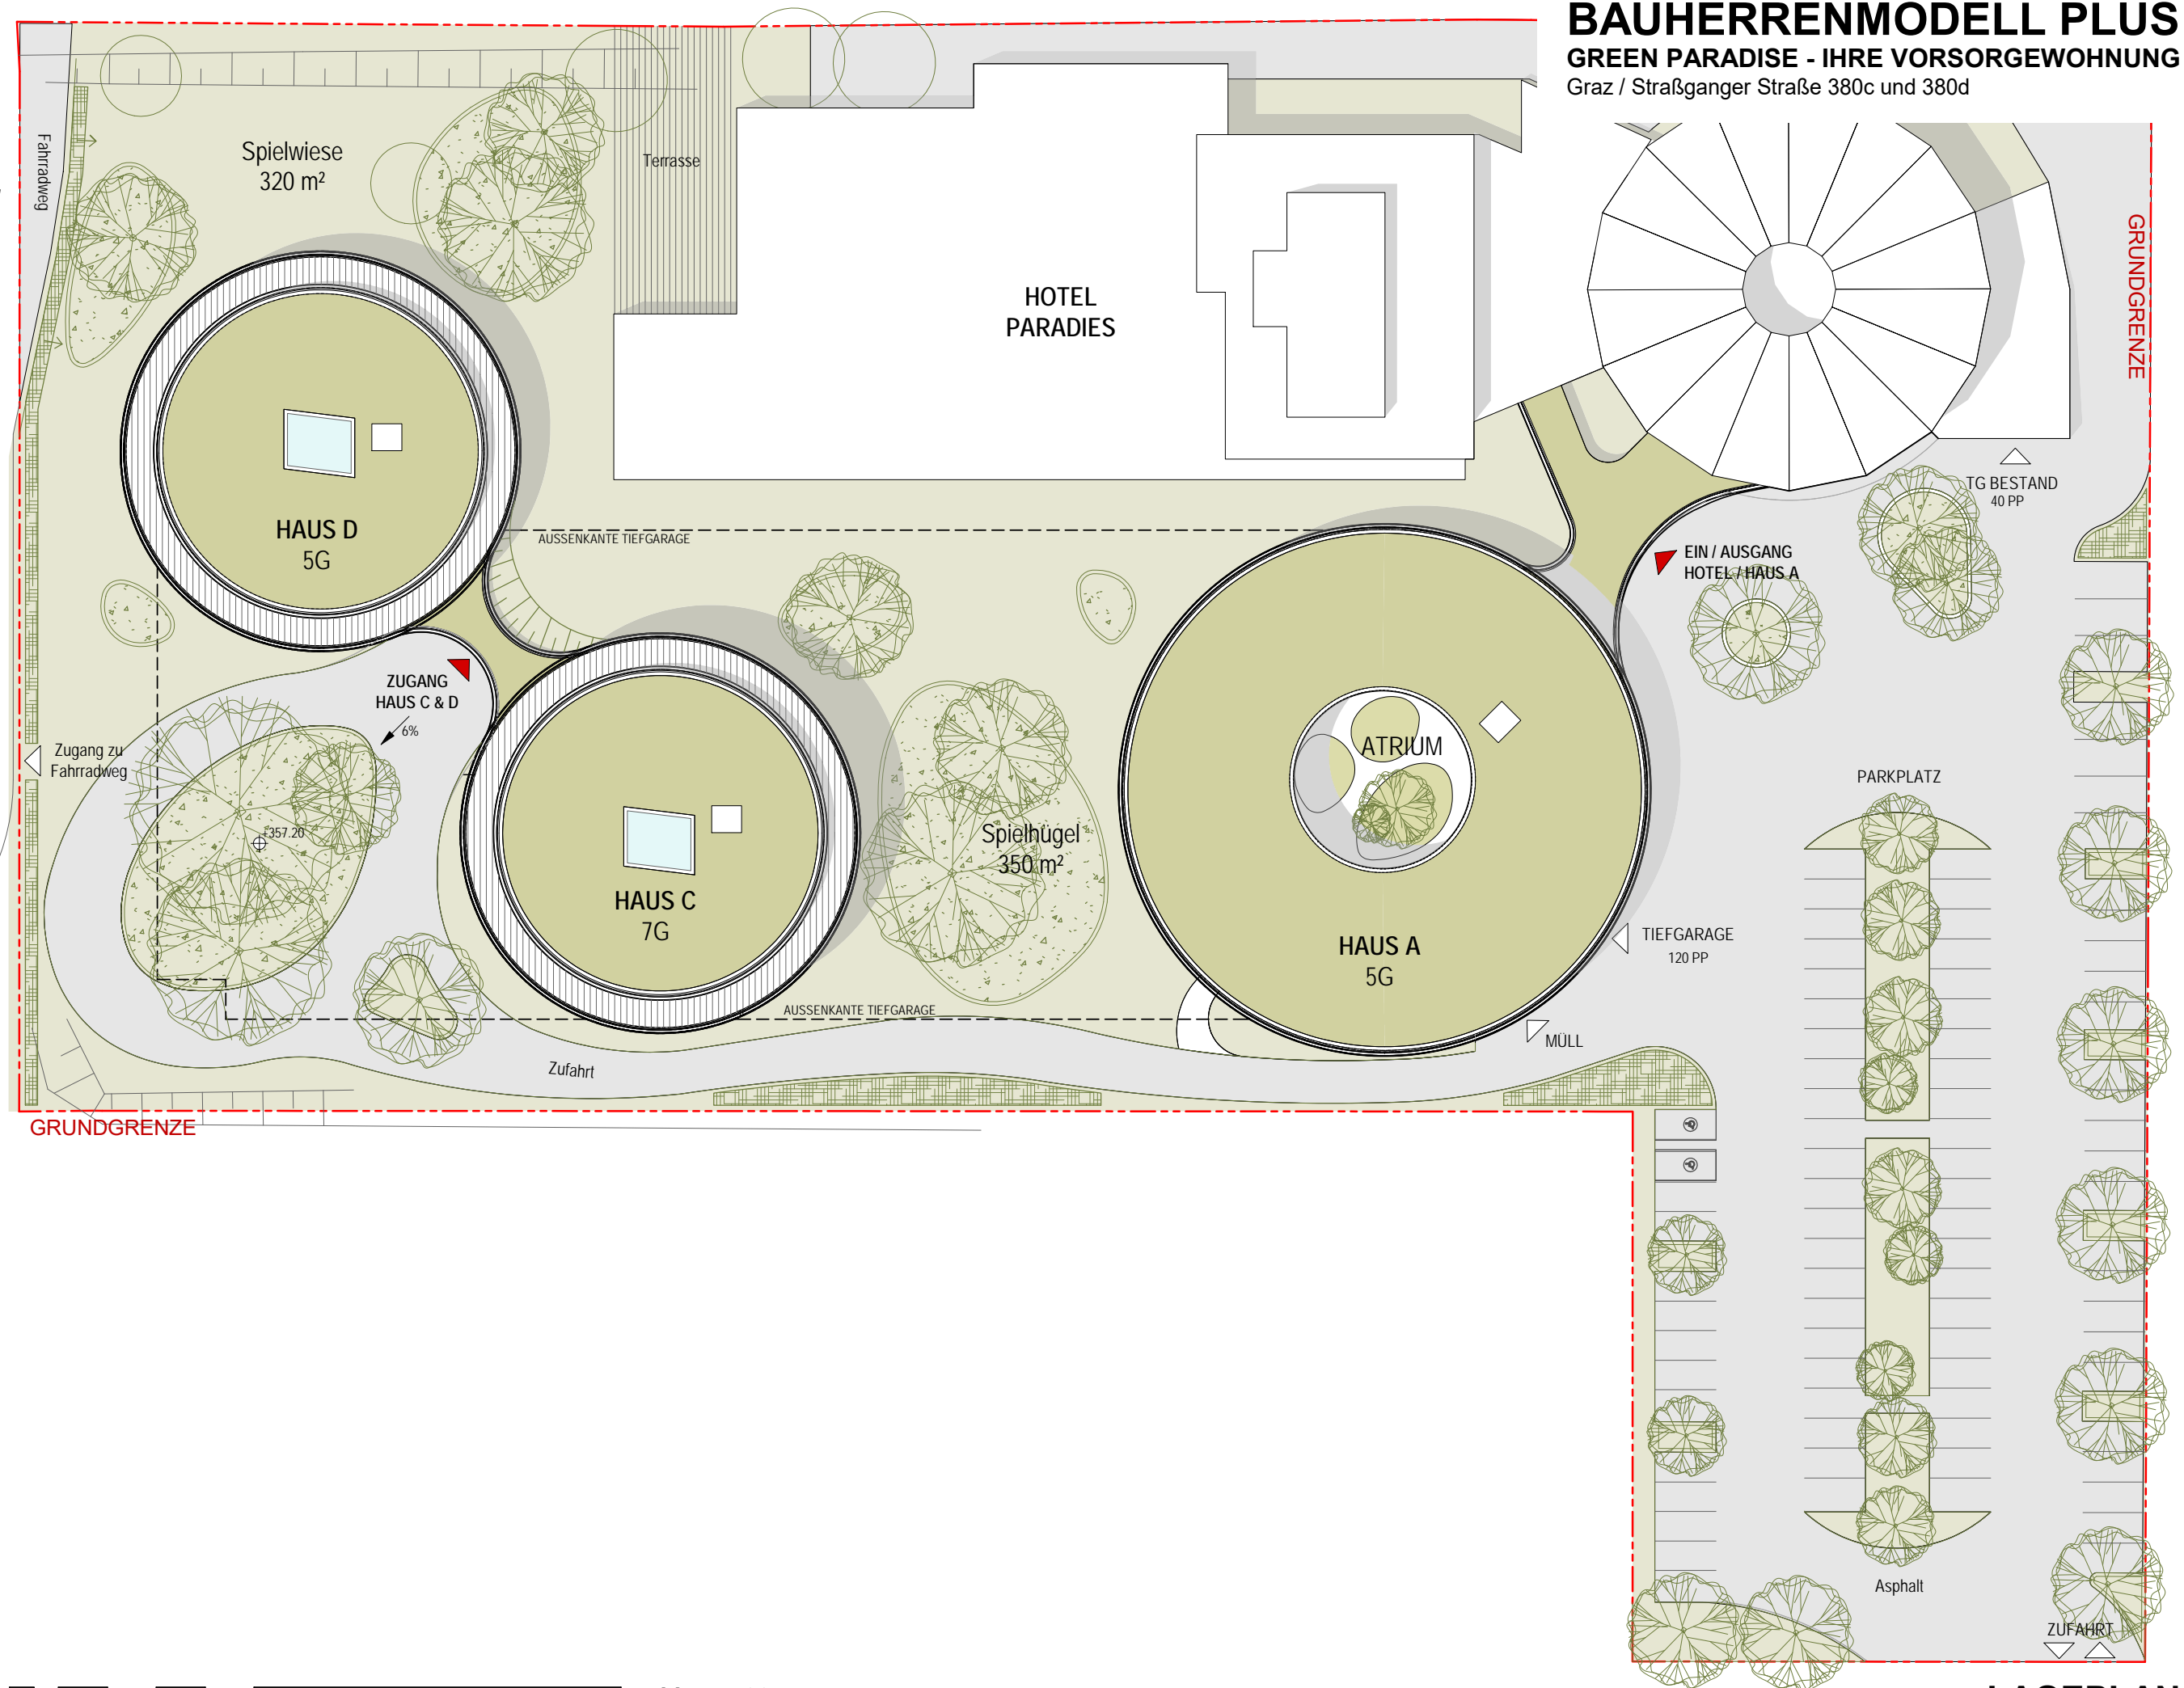 BAUHERRENMODELL PLUS
GREEN PARADISE - IHRE VORSORGEWOHNUNG
Graz / Straßganger Straße 380c und 380d
Fahrradweg
Spielwiese
320 m²
Terrasse
HOTEL
PARADIES
GRUNDGRENZE
TG BESTAND
40 PP
HAUS D
5G
AUSSENKANTE TIEFGARAGE
EIN / AUSGANG
HOTEL / HAUS A
ZUGANG
HAUS C & D
6%
Zugang zu
Fahrradweg
ATRIUM
PARKPLATZ
357.20
Spielhügel
350 m²
HAUS C
7G
HAUS A
5G
TIEFGARAGE
120 PP
AUSSENKANTE TIEFGARAGE
MÜLL
Zufahrt
GRUNDGRENZE
Asphalt
ZUFAHRT
LAGEPLAN